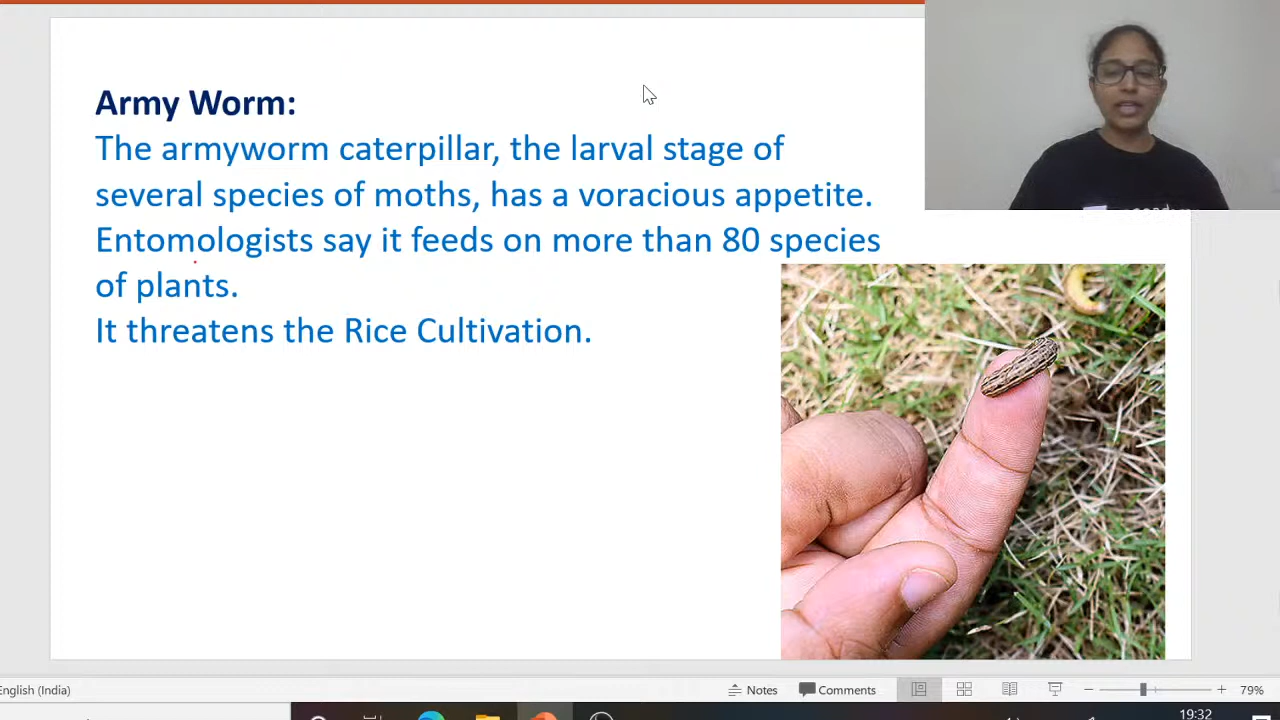 Army Worm:
The armyworm caterpillar, the larval stage of
several species of moths, has a voracious appetite.
Entomologists say it feeds on more than 80 species
of plants.
It threatens the Rice Cultivation.
English (India)
Notes
Comments
79%
19:32